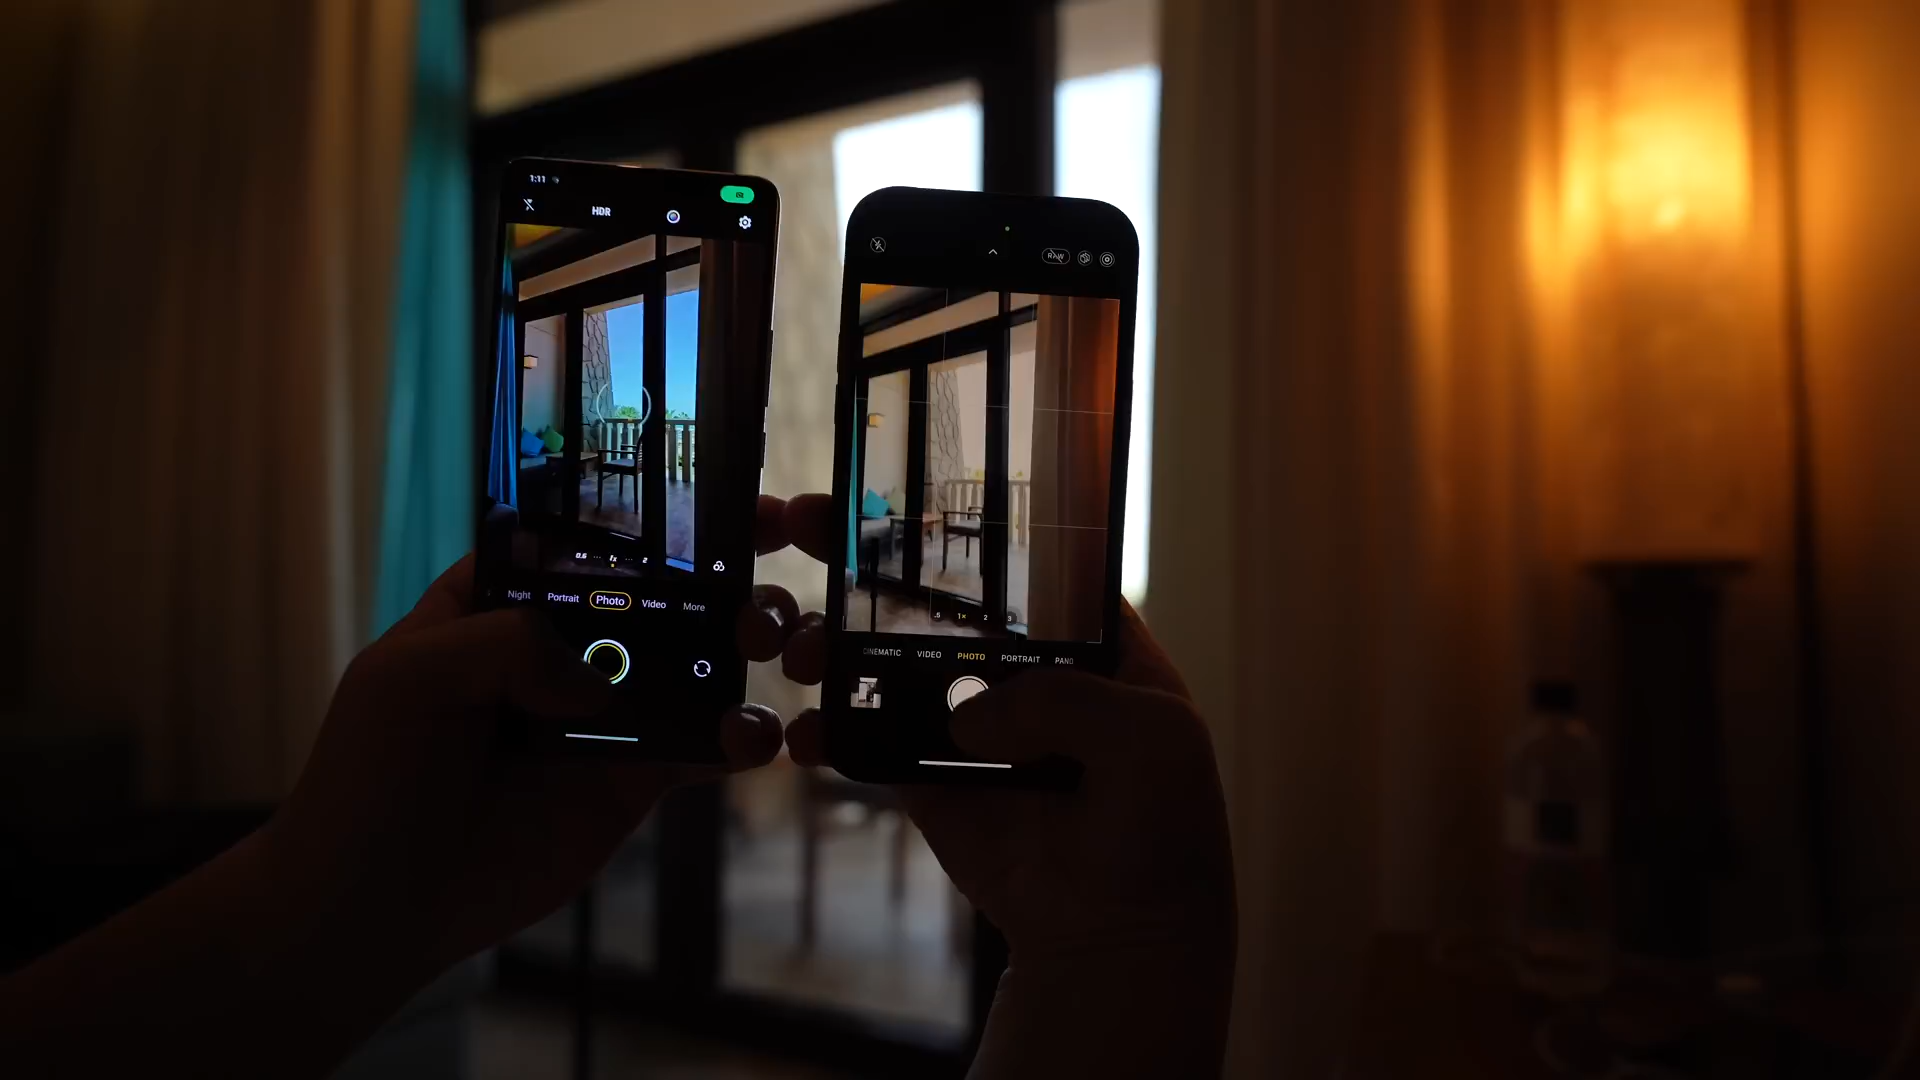 1:11
HDR
0.6 1x 2
Night Portrait Photo Video More
RAW
.5 1× 2 3
CINEMATIC VIDEO PHOTO PORTRAIT PANO